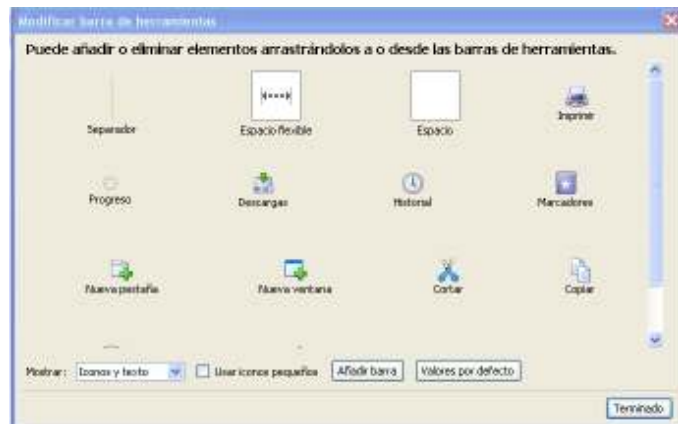 Modificar barra de herramientas
Puede añadir o eliminar elementos arrastrándolos a o desde las barras de herramientas.
Separador Espacio flexible Espacio Imprimir
Progreso Descargas Historial Marcadores
Nueva pestaña Nueva ventana Cortar Copiar
Mostrar: Iconos y texto Usar iconos pequeños Añadir barra Valores por defecto
Terminado